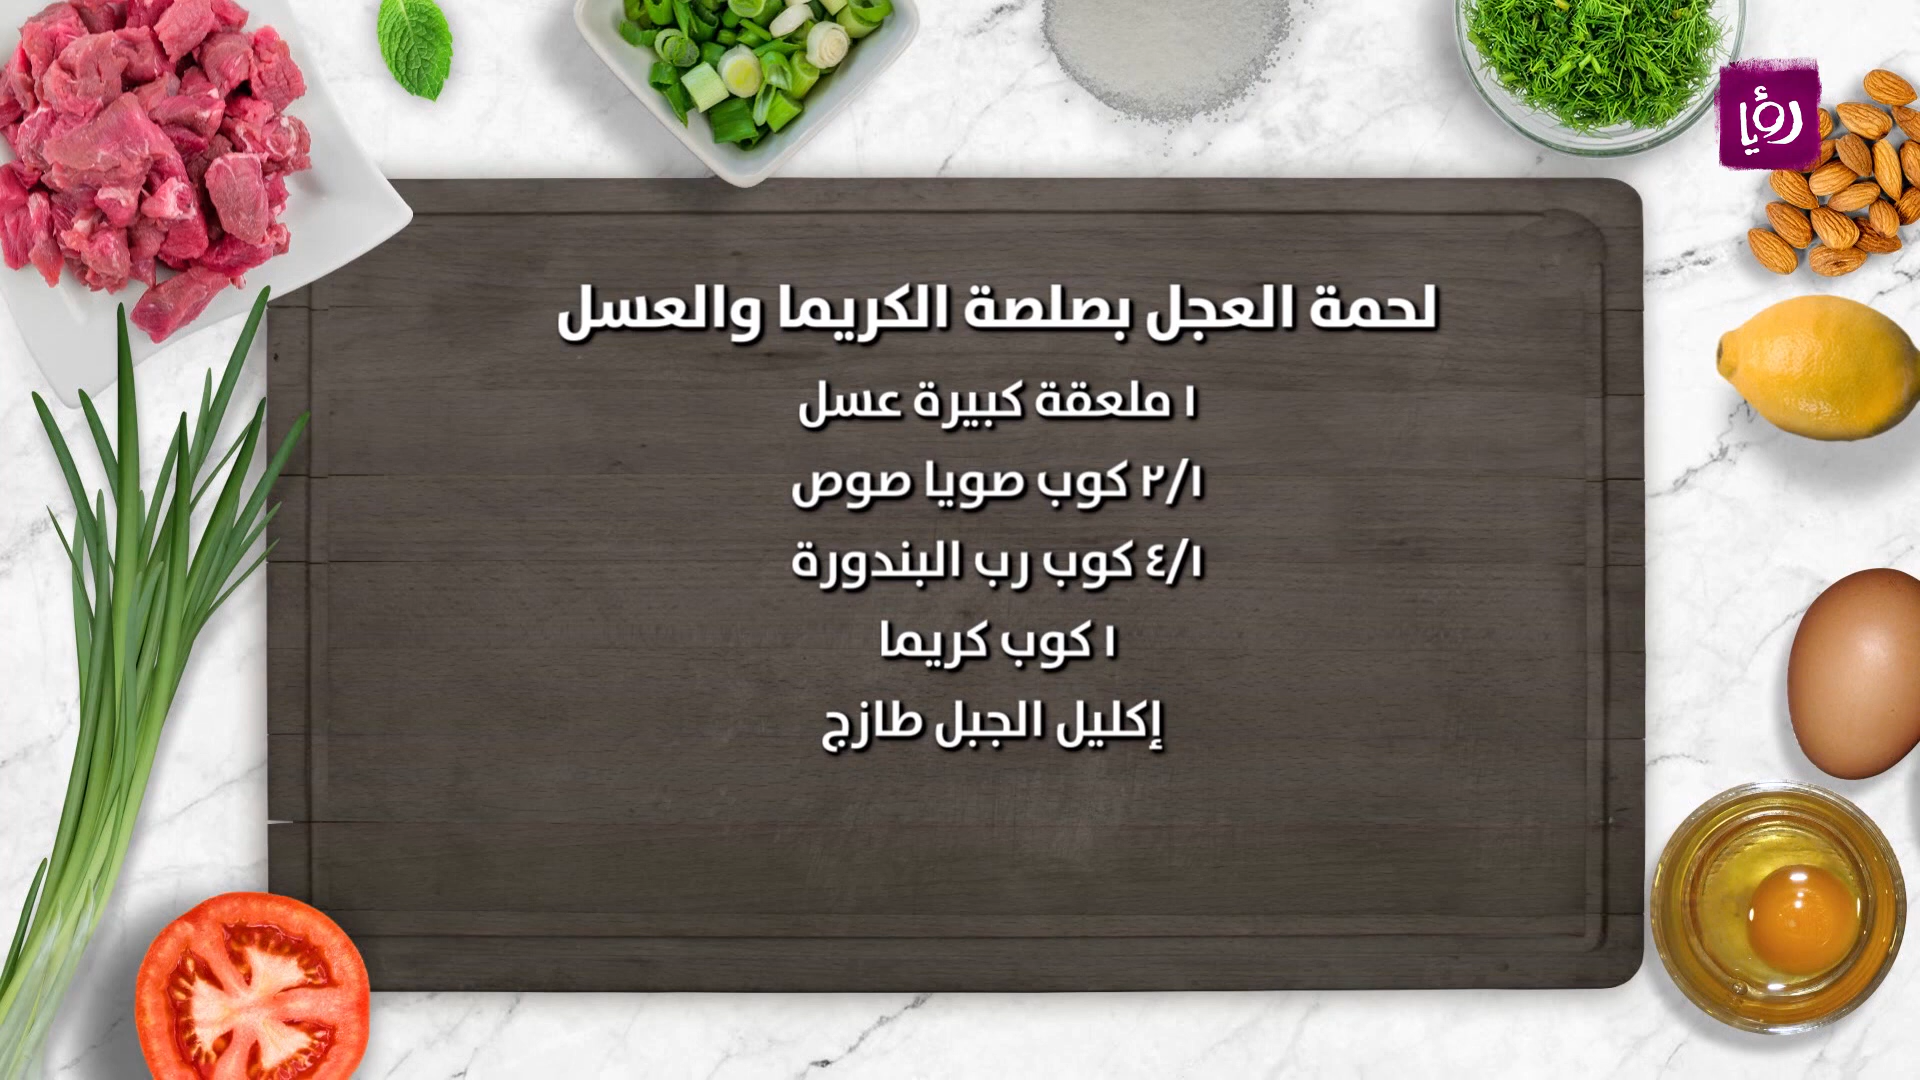 رؤيا
لحمة العجل بصلصة الكريما والعسل
١ ملعقة كبيرة عسل
٢/١ كوب صويا صوص
٤/١ كوب رب البندورة
١ كوب كريما
إكليل الجبل طازج